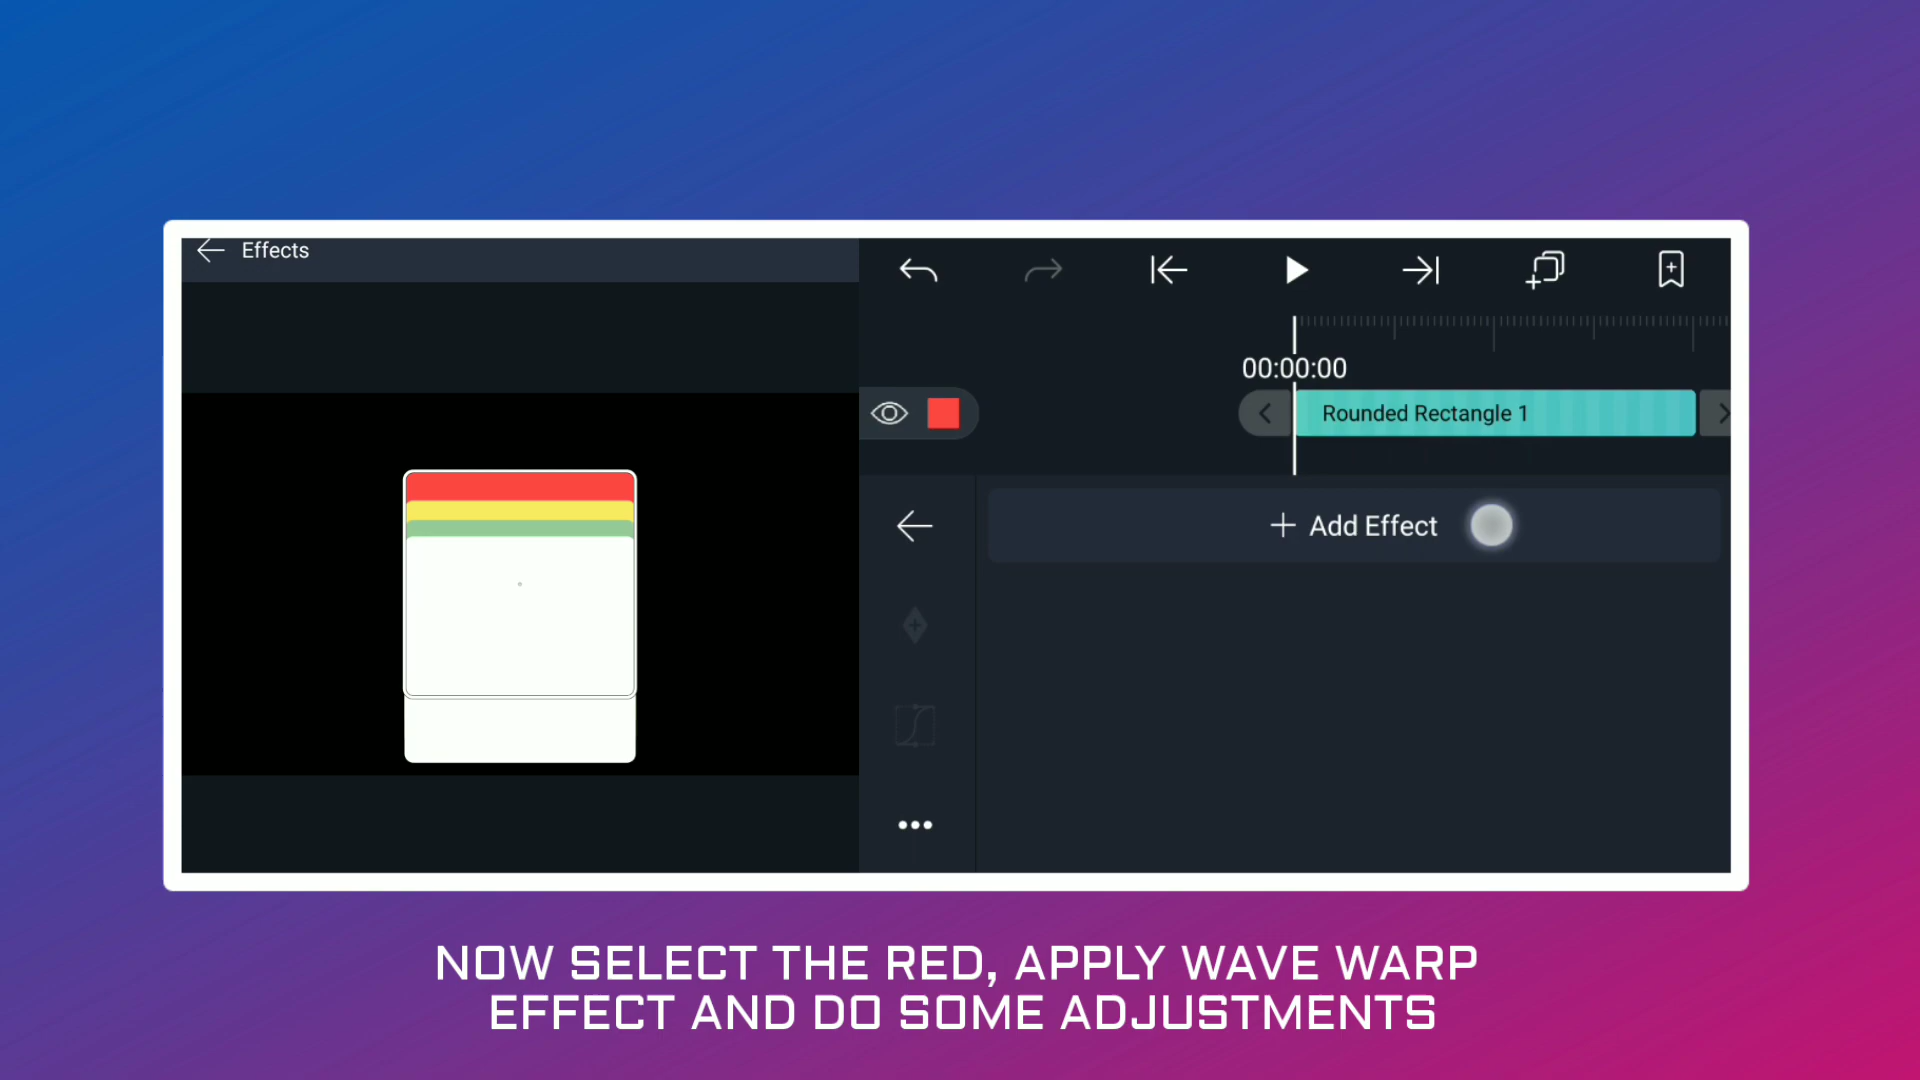 Effects
00:00:00
Rounded Rectangle 1
Add Effect
NOW SELECT THE RED, APPLY WAVE WARP
EFFECT AND DO SOME ADJUSTMENTS